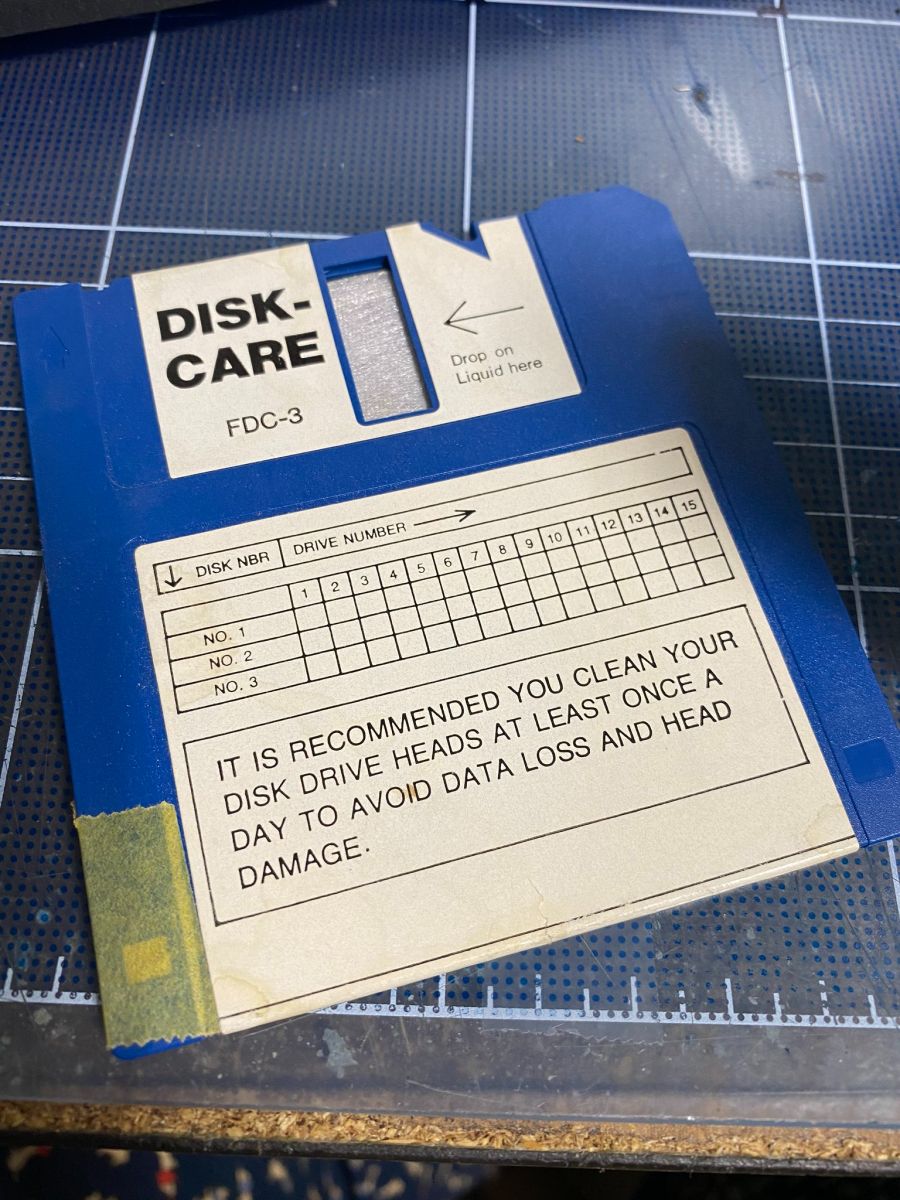 DISK-
CARE
FDC-3
Drop on
Liquid here
DISK NBR DRIVE NUMBER
1 2 3 4 5 6 7 8 9 10 11 12 13 14 15
NO. 1
NO. 2
NO. 3
IT IS RECOMMENDED YOU CLEAN YOUR
DISK DRIVE HEADS AT LEAST ONCE A
DAY TO AVOID DATA LOSS AND HEAD
DAMAGE.